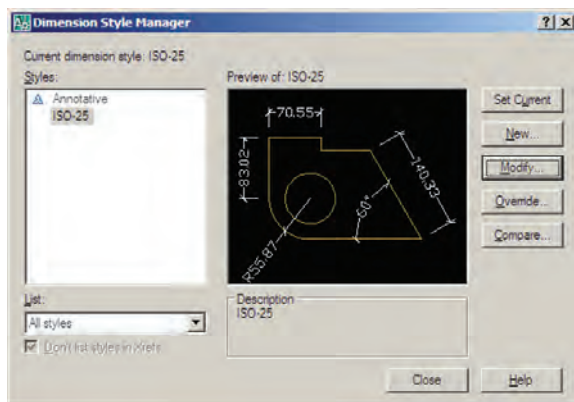 Dimension Style Manager
Current dimension style: ISO-25
Styles:
Annotative
ISO-25
Preview of: ISO-25
70.55
83.02
140.33
60°
R55.87
Set Current
New...
Modify...
Override...
Compare...
List:
All styles
Don't list styles in Xrefs
Description
ISO-25
Close
Help